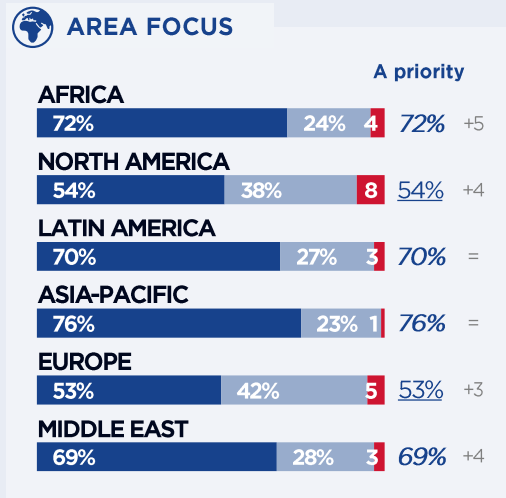 AREA FOCUS
A priority
AFRICA
72% 24% 4 72% +5
NORTH AMERICA
54% 38% 8 54% +4
LATIN AMERICA
70% 27% 3 70% =
ASIA-PACIFIC
76% 23% 1 76% =
EUROPE
53% 42% 5 53% +3
MIDDLE EAST
69% 28% 3 69% +4